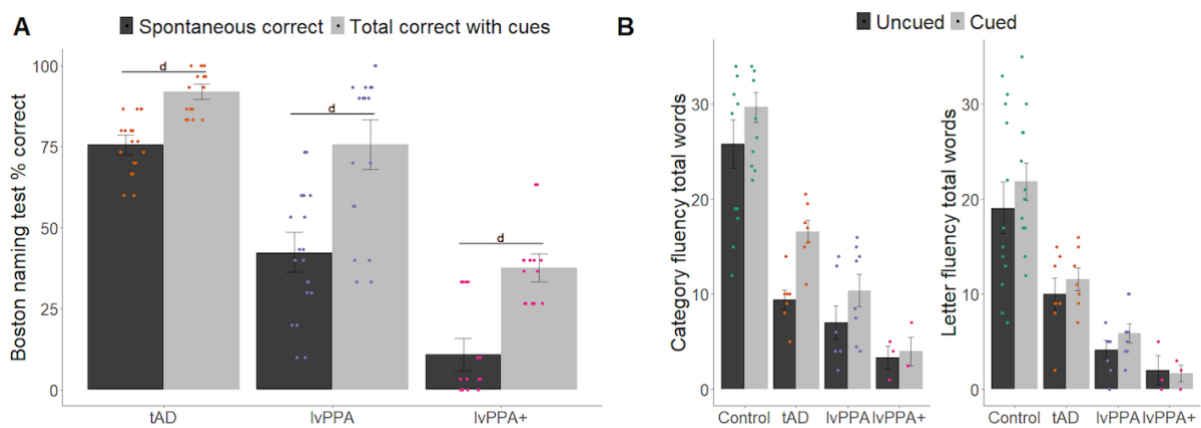 A
Spontaneous correct Total correct with cues
Boston naming test % correct
100
75
50
25
0
d
d
d
tAD lvPPA lvPPA+
B
Uncued Cued
Category fluency total words
30
20
10
0
Control tAD lvPPA lvPPA+
Letter fluency total words
30
20
10
0
Control tAD lvPPA lvPPA+